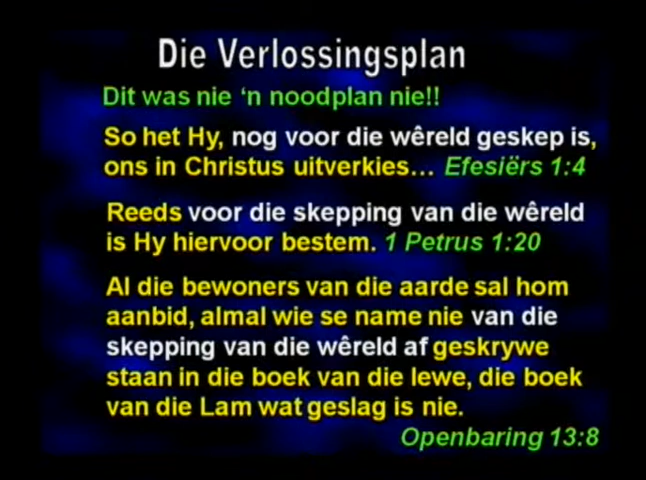 Die Verlossingsplan
Dit was nie ‘n noodplan nie!!
So het Hy, nog voor die wêreld geskep is,
ons in Christus uitverkies... Efesiërs 1:4
Reeds voor die skepping van die wêreld
is Hy hiervoor bestem. 1 Petrus 1:20
Al die bewoners van die aarde sal hom
aanbid, almal wie se name nie van die
skepping van die wêreld af geskrywe
staan in die boek van die lewe, die boek
van die Lam wat geslag is nie.
Openbaring 13:8